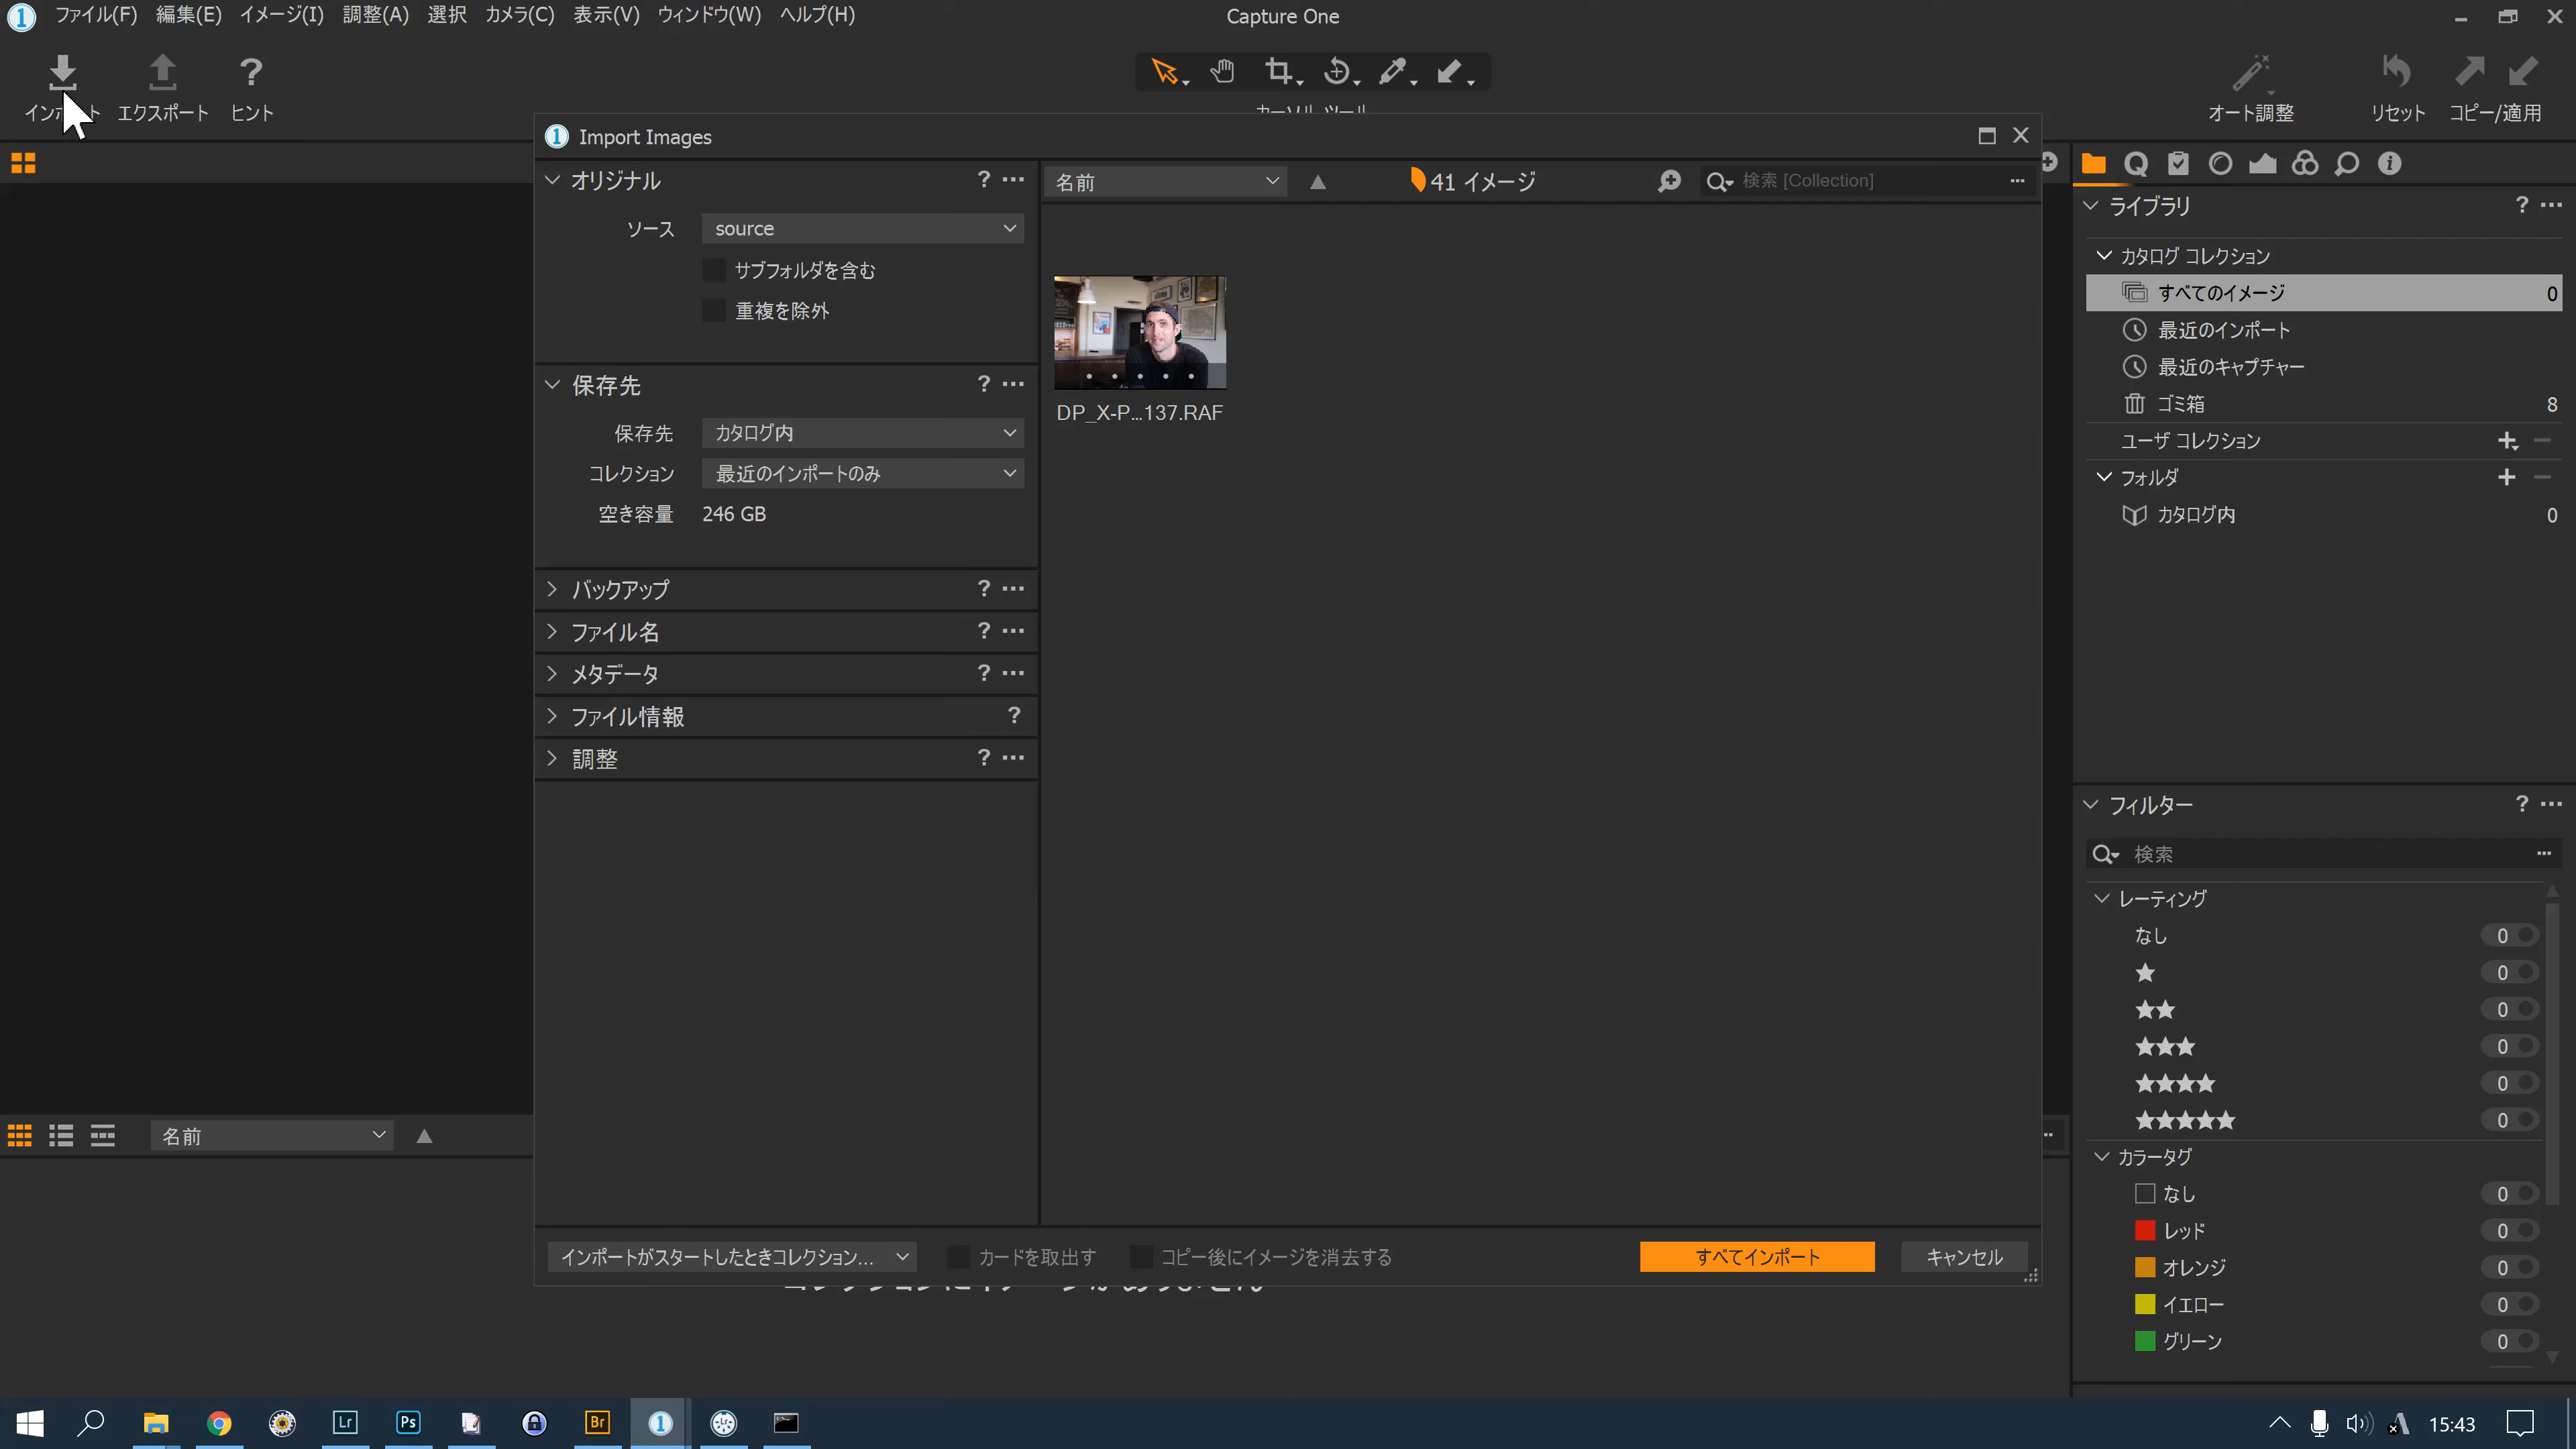 ファイル(F) 編集(E) イメージ(I) 調整(A) 選択 カメラ(C) 表示(V) ウィンドウ(W) ヘルプ(H)
Capture One
エクスポート
? ヒント
オート調整
リセット
コピー/適用
Import Images
オリジナル ? ...
ソース source
サブフォルダを含む
重複を除外
保存先 ? ...
保存先 カタログ内
コレクション 最近のインポートのみ
空き容量 246 GB
バックアップ ? ...
ファイル名 ? ...
メタデータ ? ...
ファイル情報 ?
調整 ? ...
名前
41 イメージ
検索 [Collection] ...
DP_X-P...137.RAF
インポートがスタートしたときコレクション...
カードを取出す
コピー後にイメージを消去する
すべてインポート
キャンセル
名前
ライブラリ ? ...
カタログ コレクション
すべてのイメージ 0
最近のインポート
最近のキャプチャー
ゴミ箱 8
ユーザ コレクション
フォルダ
カタログ内 0
フィルター ? ...
検索 ...
レーティング
なし 0
★ 0
★★ 0
★★★ 0
★★★★ 0
★★★★★ 0
カラータグ
なし 0
レッド 0
オレンジ 0
イエロー 0
グリーン 0
Lr
Ps
Br
1
Lr
15:43